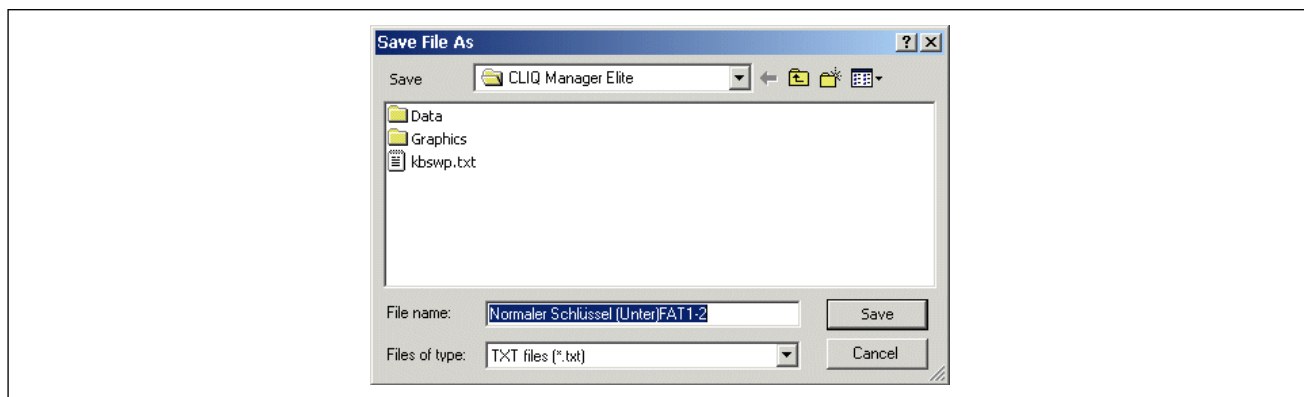 Save File As
Save CLIQ Manager Elite
Data
Graphics
kbswp.txt
File name: Normaler Schlüssel (Unter)FAT1-2 Save
Files of type: TXT files (*.txt) Cancel